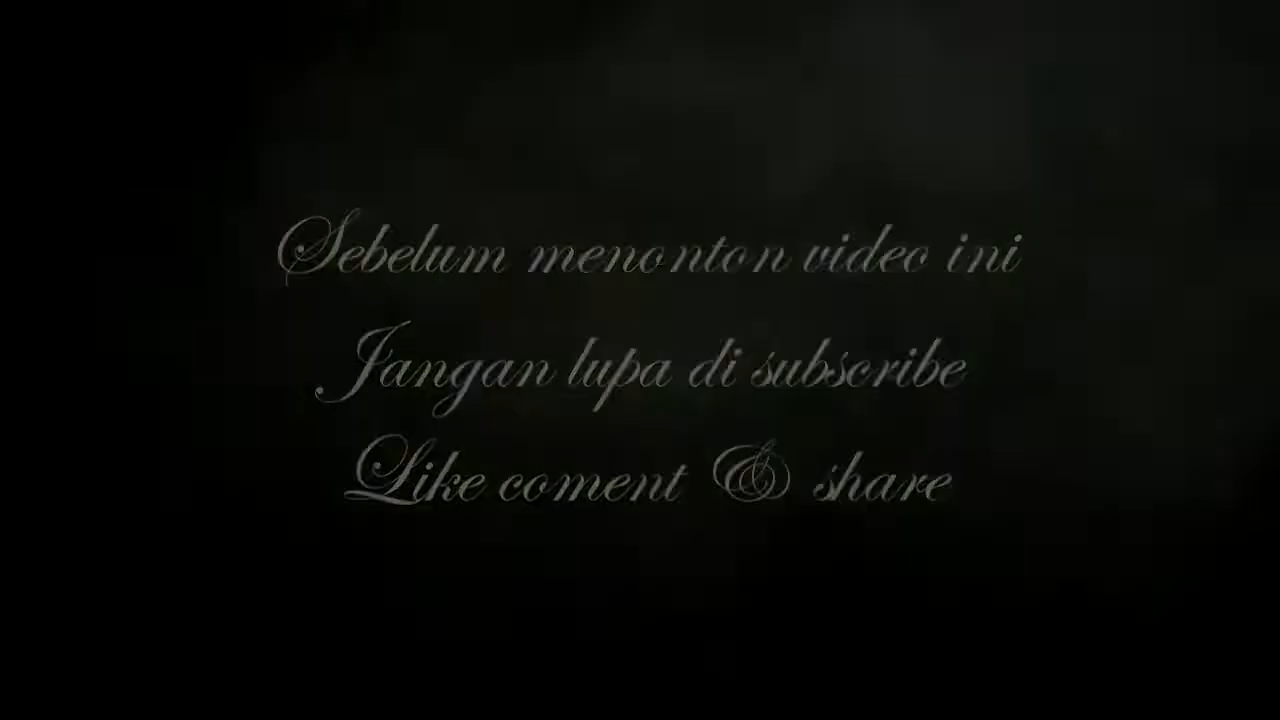 Sebelum menonton video ini
Jangan lupa di subscribe
Like coment & share